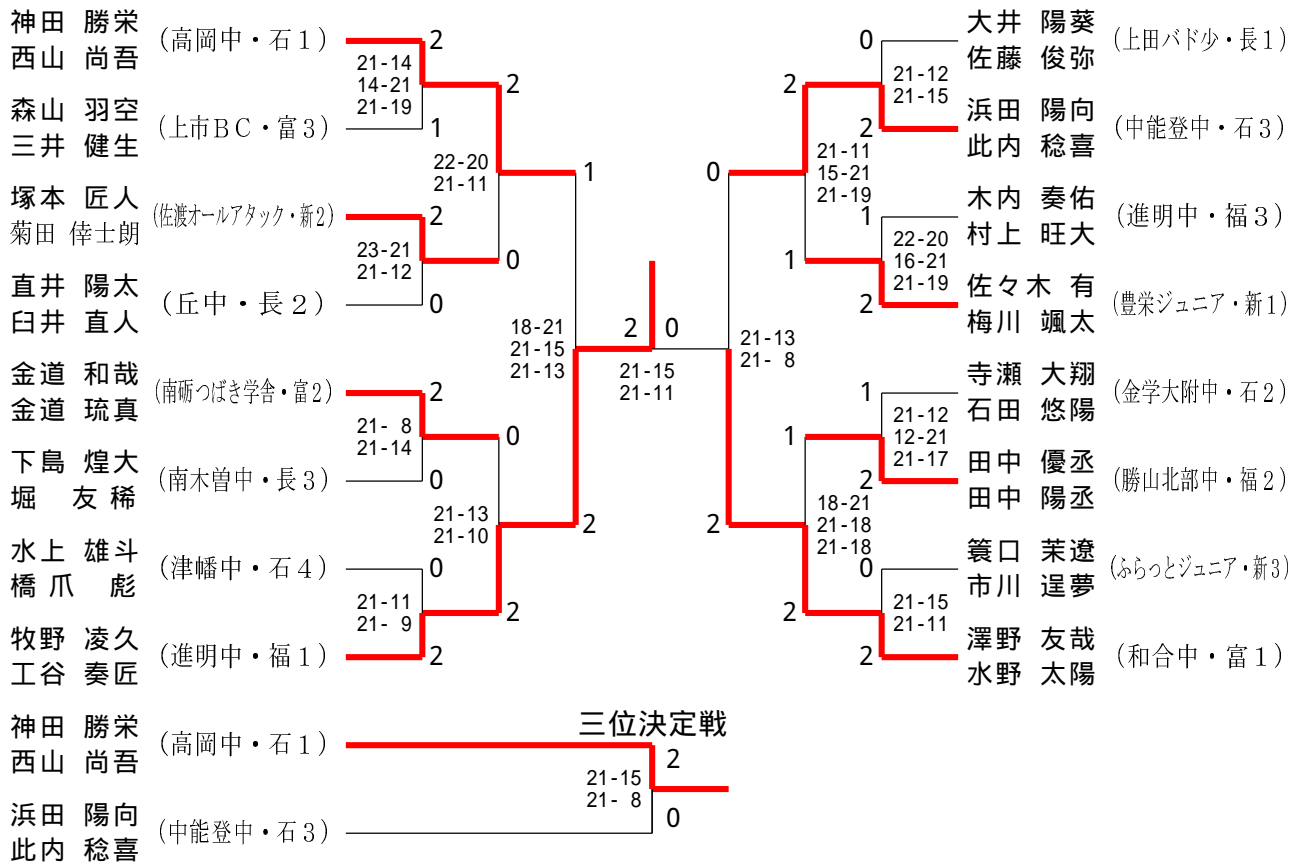 神田 勝栄
西山 尚吾
(高岡中・石1)
2
21-14
14-21
21-19
森山 羽空
三井 健生
(上市BC・富3)
1
2
22-20
21-11
塚本 匠人
菊田 倖士朗
(佐渡オールアタック・新2)
2
23-21
21-12
直井 陽太
臼井 直人
(丘中・長2)
0
0
1
18-21
21-15
21-13
金道 和哉
金道 琉真
(南砺つばき学舎・富2)
2
21- 8
21-14
下島 煌大
堀 友稀
(南木曽中・長3)
0
0
21-13
21-10
水上 雄斗
橋爪 彪
(津幡中・石4)
0
21-11
21- 9
牧野 凌久
工谷 奏匠
(進明中・福1)
2
2
2
2
0
21-15
21-11
大井 陽葵
佐藤 俊弥
(上田バド少・長1)
0
21-12
21-15
浜田 陽向
此内 稔喜
(中能登中・石3)
2
2
21-11
15-21
21-19
木内 奏佑
村上 旺大
(進明中・福3)
1
22-20
16-21
21-19
佐々木 有
梅川 颯太
(豊栄ジュニア・新1)
2
1
0
21-13
21- 8
寺瀬 大翔
石田 悠陽
(金学大附中・石2)
1
21-12
12-21
21-17
田中 優丞
田中 陽丞
(勝山北部中・福2)
2
1
18-21
21-18
21-18
簑口 茉遼
市川 逞夢
(ふらっとジュニア・新3)
0
21-15
21-11
澤野 友哉
水野 太陽
(和合中・富1)
2
2
2
三位決定戦
神田 勝栄
西山 尚吾
(高岡中・石1)
2
21-15
21- 8
浜田 陽向
此内 稔喜
(中能登中・石3)
0